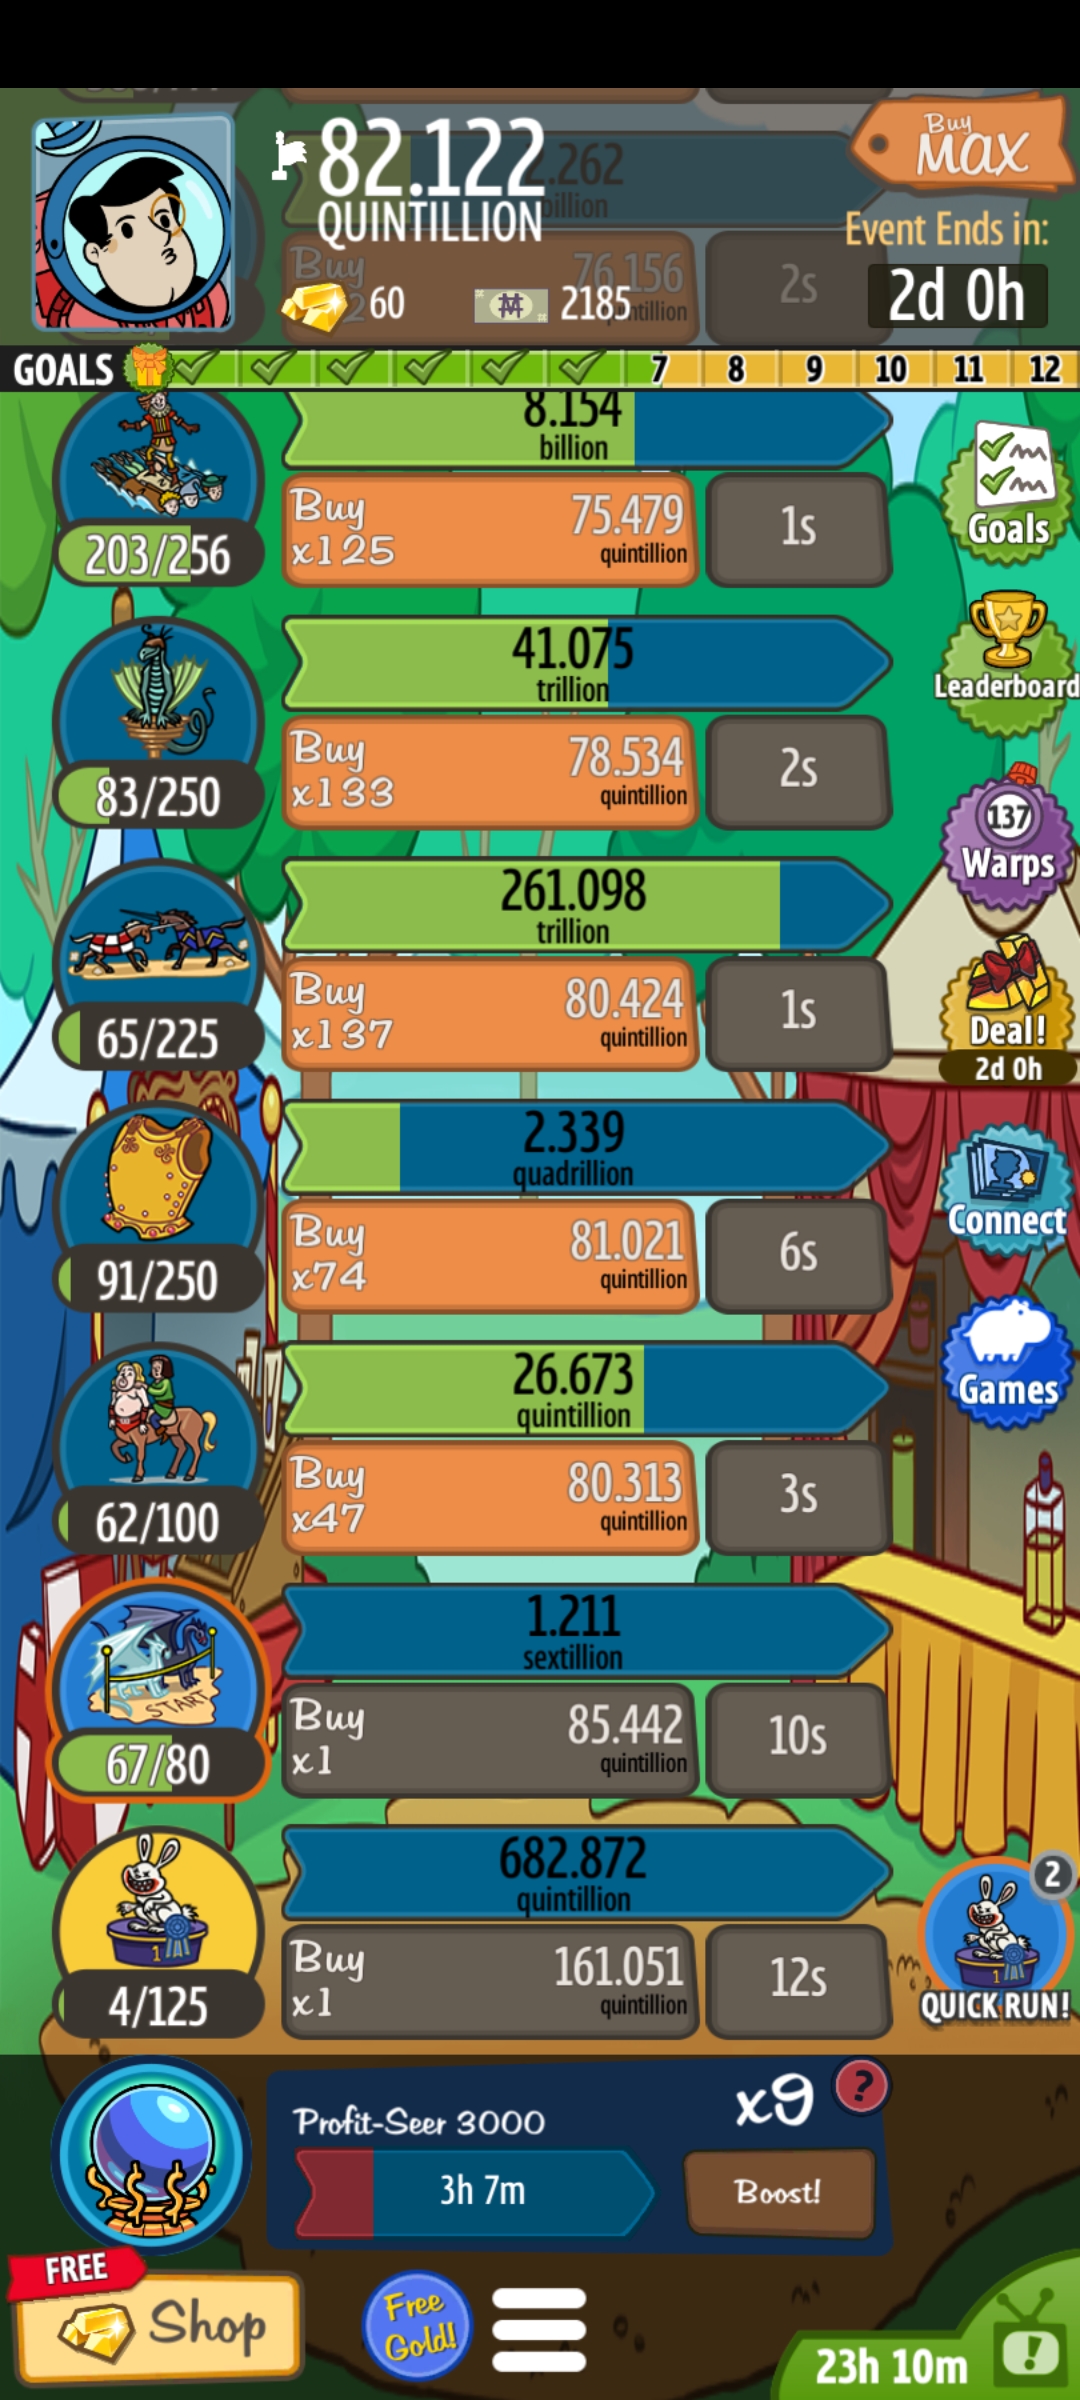 82.122
QUINTILLION
60
2185
Buy
MAX
Event Ends in:
2d 0h
.262
billion
Buy
76.156
2s
GOALS
7
8
9
10
11
12
8.154
billion
203/256
Buy
x125
75.479
quintillion
1s
Goals
41.075
trillion
83/250
Buy
x133
78.534
quintillion
2s
Leaderboard
137
Warps
261.098
trillion
65/225
Buy
x137
80.424
quintillion
1s
Deal!
2d 0h
2.339
quadrillion
91/250
Buy
x74
81.021
quintillion
6s
Connect
26.673
quintillion
62/100
Buy
x47
80.313
quintillion
3s
Games
1.211
sextillion
START
67/80
Buy
x1
85.442
quintillion
10s
682.872
quintillion
1
4/125
Buy
x1
161.051
quintillion
12s
2
1
QUICK RUN!
Profit-Seer 3000
x9
?
3h 7m
Boost!
FREE
Shop
Free
Gold!
23h 10m
!